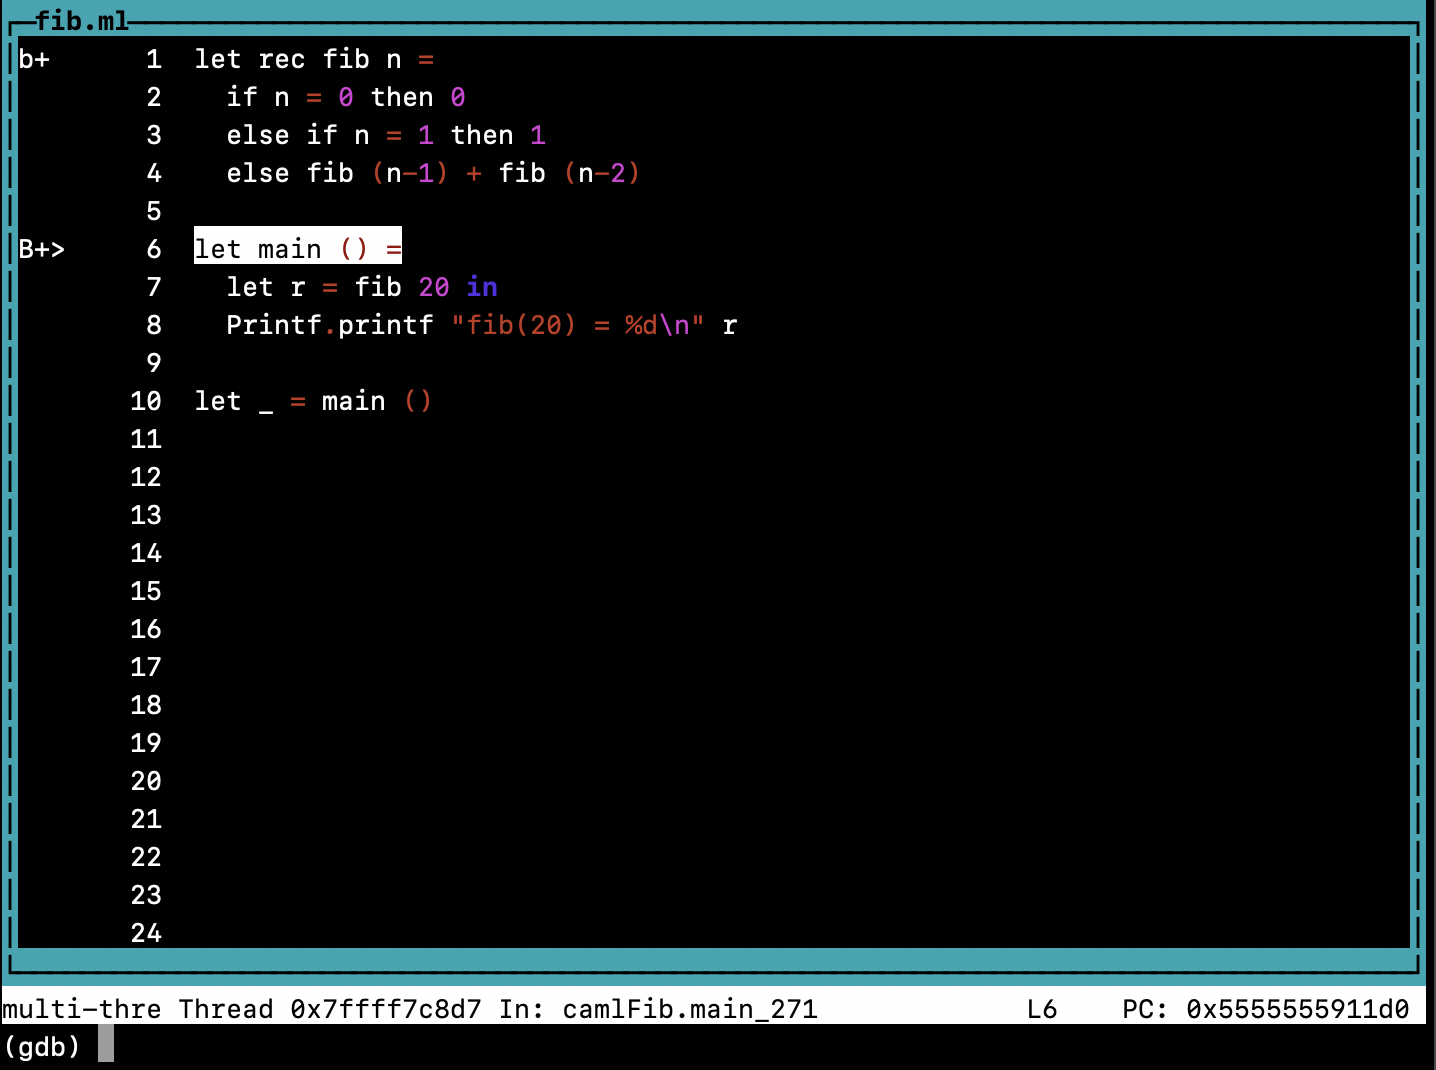 fib.ml
b+ 1 let rec fib n =
2 if n = 0 then 0
3 else if n = 1 then 1
4 else fib (n-1) + fib (n-2)
5
B+> 6 let main () =
7 let r = fib 20 in
8 Printf.printf "fib(20) = %d\n" r
9
10 let _ = main ()
11
12
13
14
15
16
17
18
19
20
21
22
23
24
multi-thre Thread 0x7ffff7c8d7 In: camlFib.main_271 L6 PC: 0x5555555911d0
(gdb)